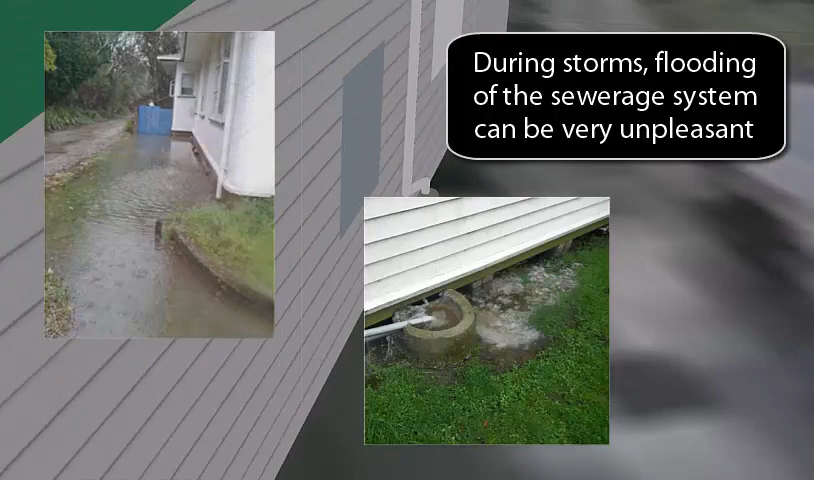 During storms, flooding
of the sewerage system
can be very unpleasant